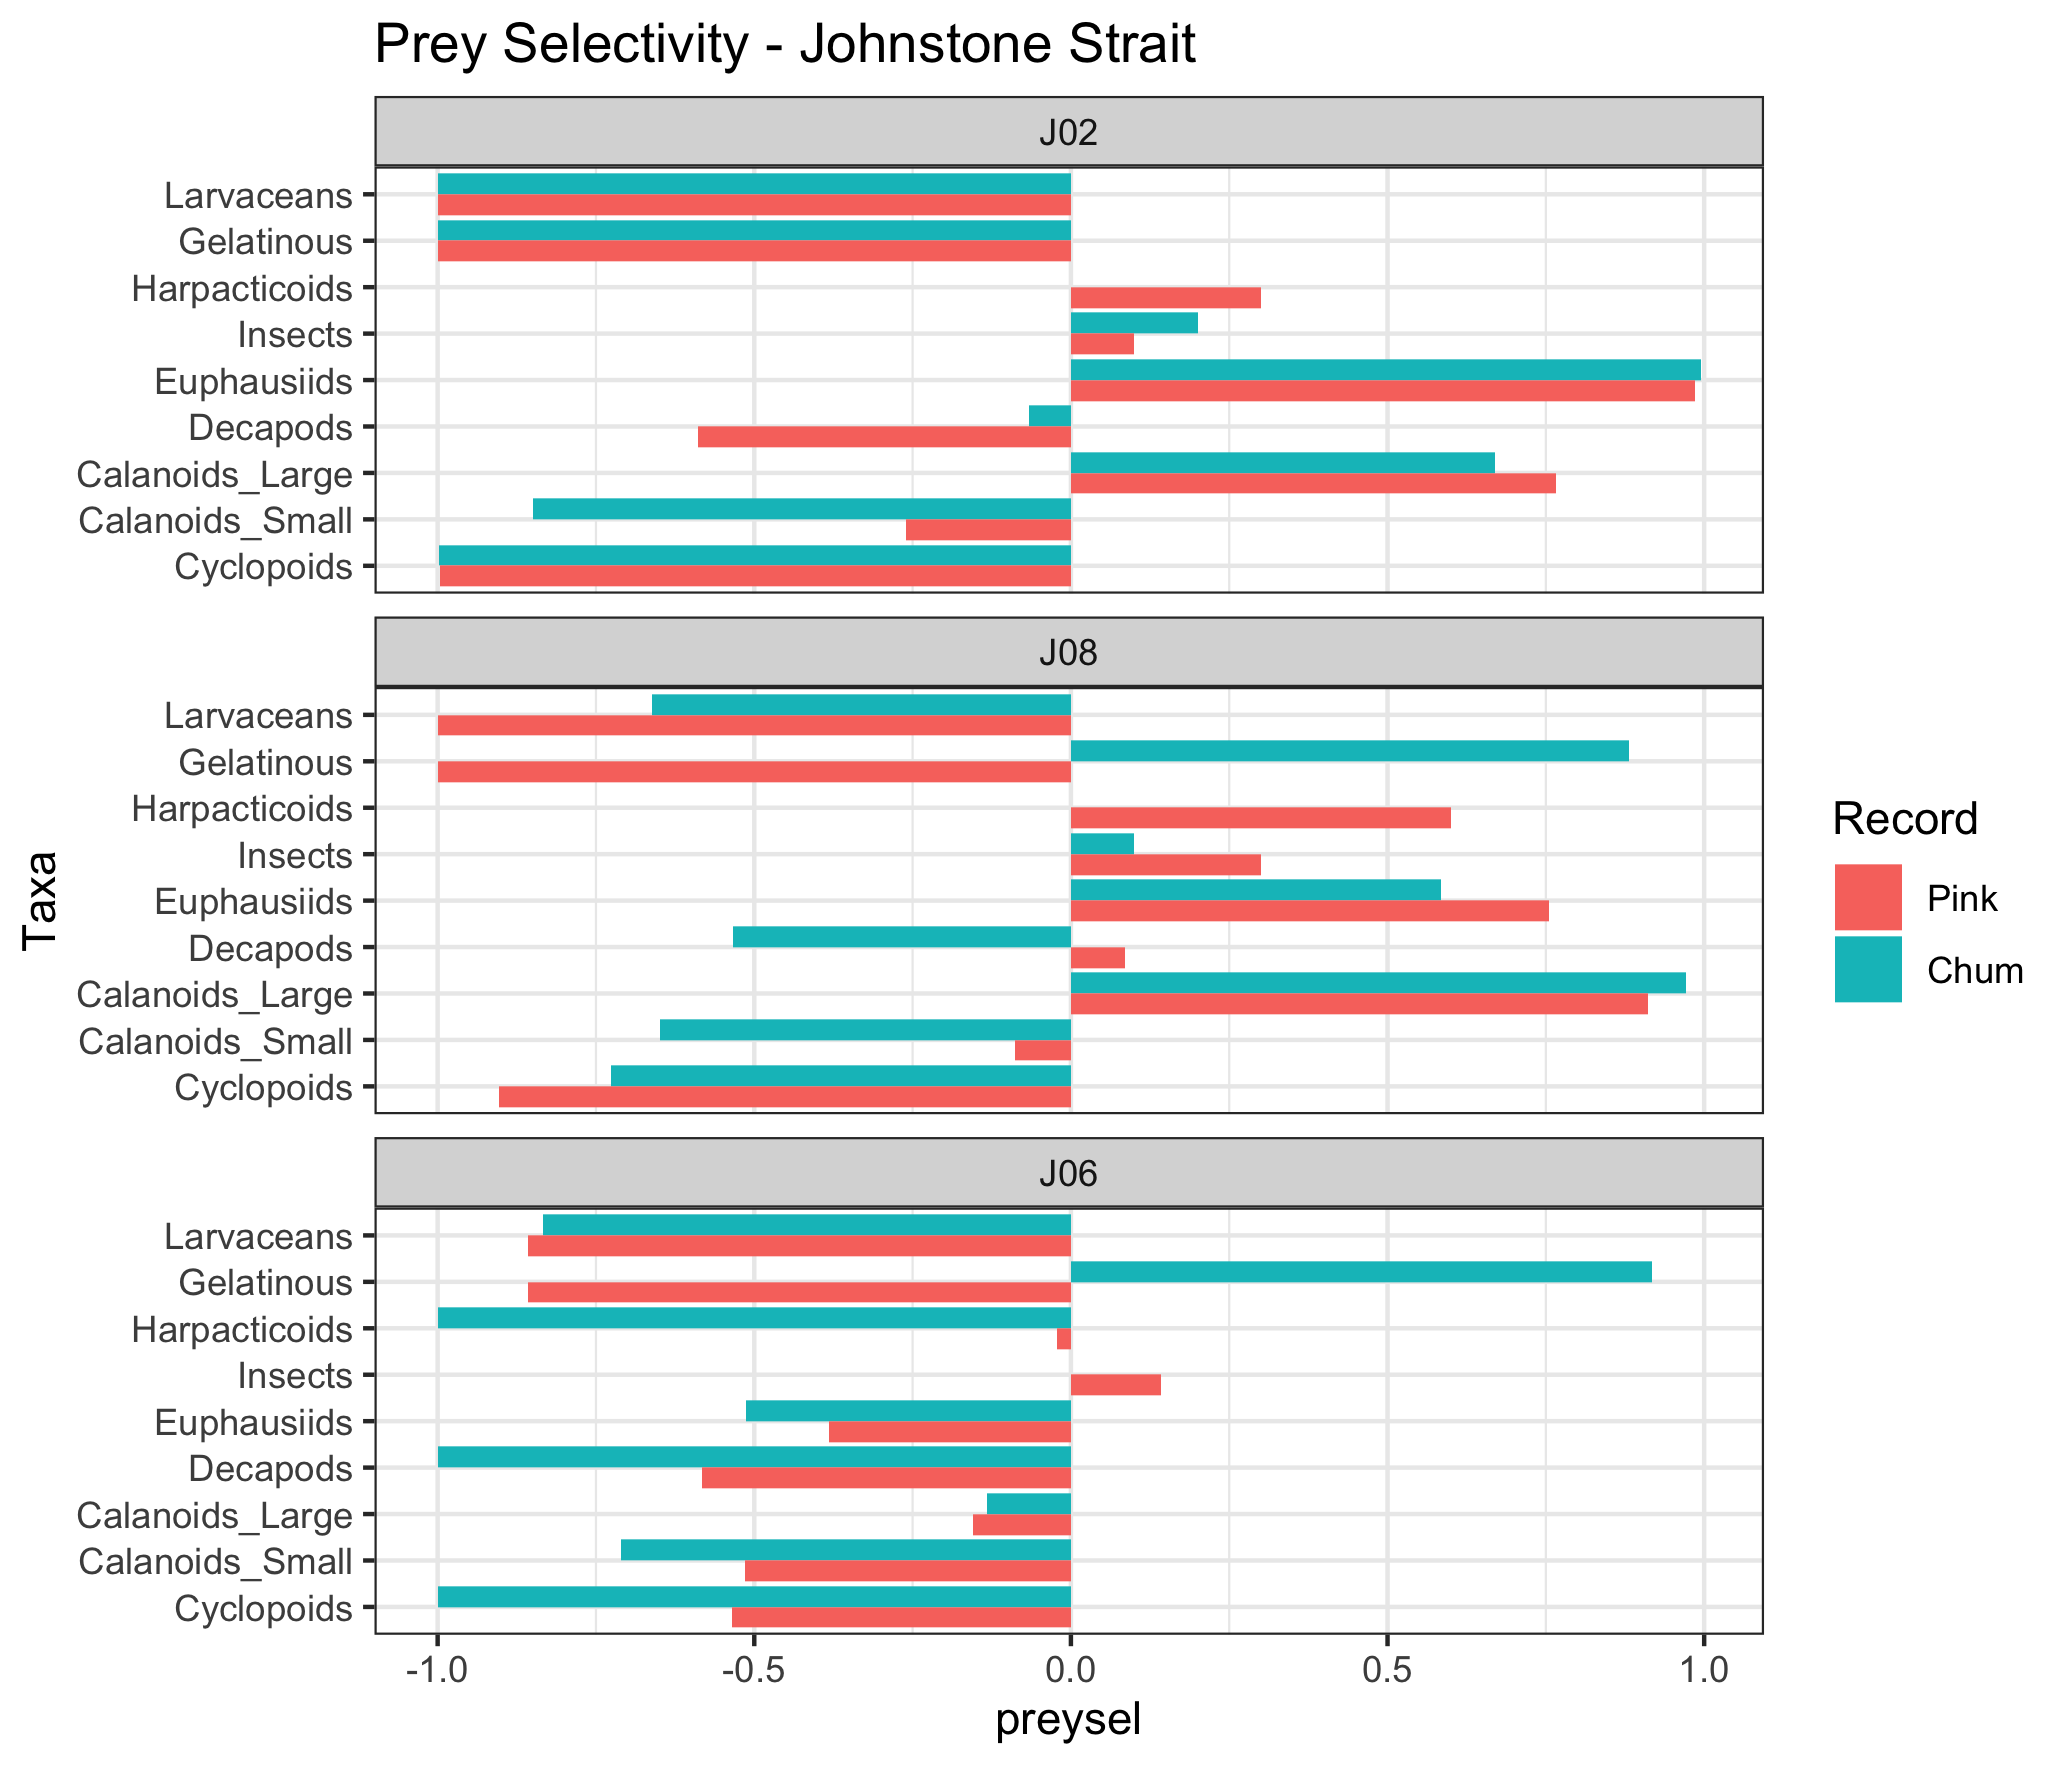 Prey Selectivity - Johnstone Strait
J02
Larvaceans
Gelatinous
Harpacticoids
Insects
Euphausiids
Decapods
Calanoids_Large
Calanoids_Small
Cyclopoids
J08
Larvaceans
Gelatinous
Harpacticoids
Insects
Euphausiids
Decapods
Calanoids_Large
Calanoids_Small
Cyclopoids
J06
Larvaceans
Gelatinous
Harpacticoids
Insects
Euphausiids
Decapods
Calanoids_Large
Calanoids_Small
Cyclopoids
-1.0 -0.5 0.0 0.5 1.0
preysel
Taxa
Record
Pink
Chum